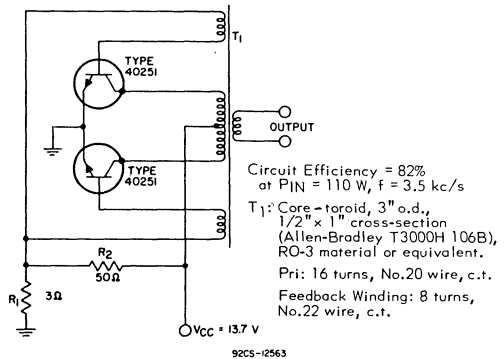 T1
TYPE
40251
OUTPUT
TYPE
40251
R2
50Ω
R1
3Ω
VCC = 13.7 V
Circuit Efficiency = 82%
at PIN = 110 W, f = 3.5 kc/s
T1: Core-toroid, 3" o.d.,
1/2" x 1" cross-section
(Allen-Bradley T3000H 106B),
RO-3 material or equivalent.
Pri: 16 turns, No.20 wire, c.t.
Feedback Winding: 8 turns,
No.22 wire, c.t.
92CS-12563